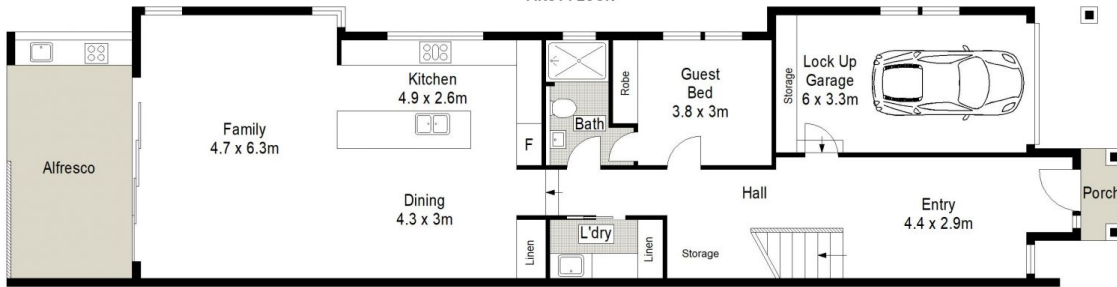 Alfresco
Family
4.7 x 6.3m
Kitchen
4.9 x 2.6m
F
Dining
4.3 x 3m
Linen
Bath
Robe
Guest
Bed
3.8 x 3m
L'dry
Linen
Storage
Hall
Storage
Lock Up
Garage
6 x 3.3m
Entry
4.4 x 2.9m
Porch